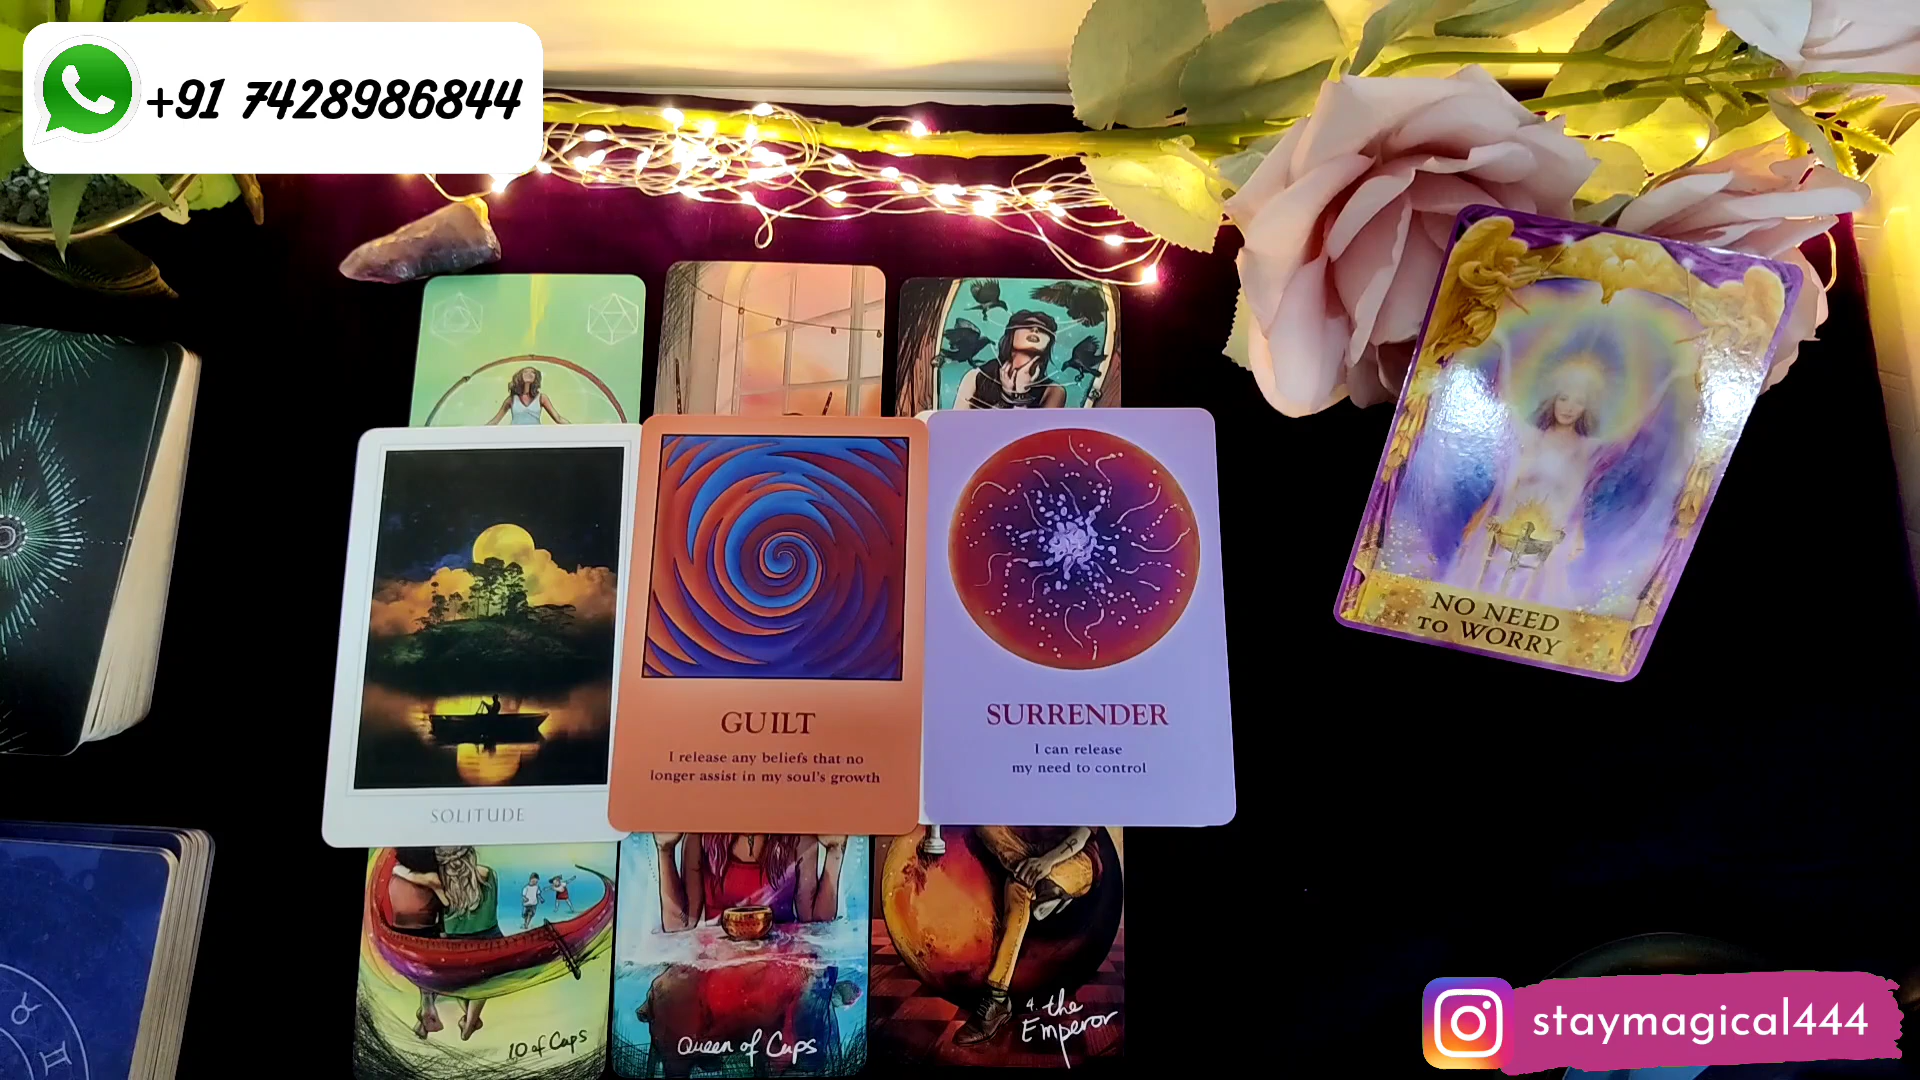 +91 7428986844
NO NEED
TO WORRY
SOLITUDE
GUILT
I release any beliefs that no
longer assist in my soul's growth
SURRENDER
I can release
my need to control
10 of Cups
Queen of Cups
4. the
Emperor
staymagical444